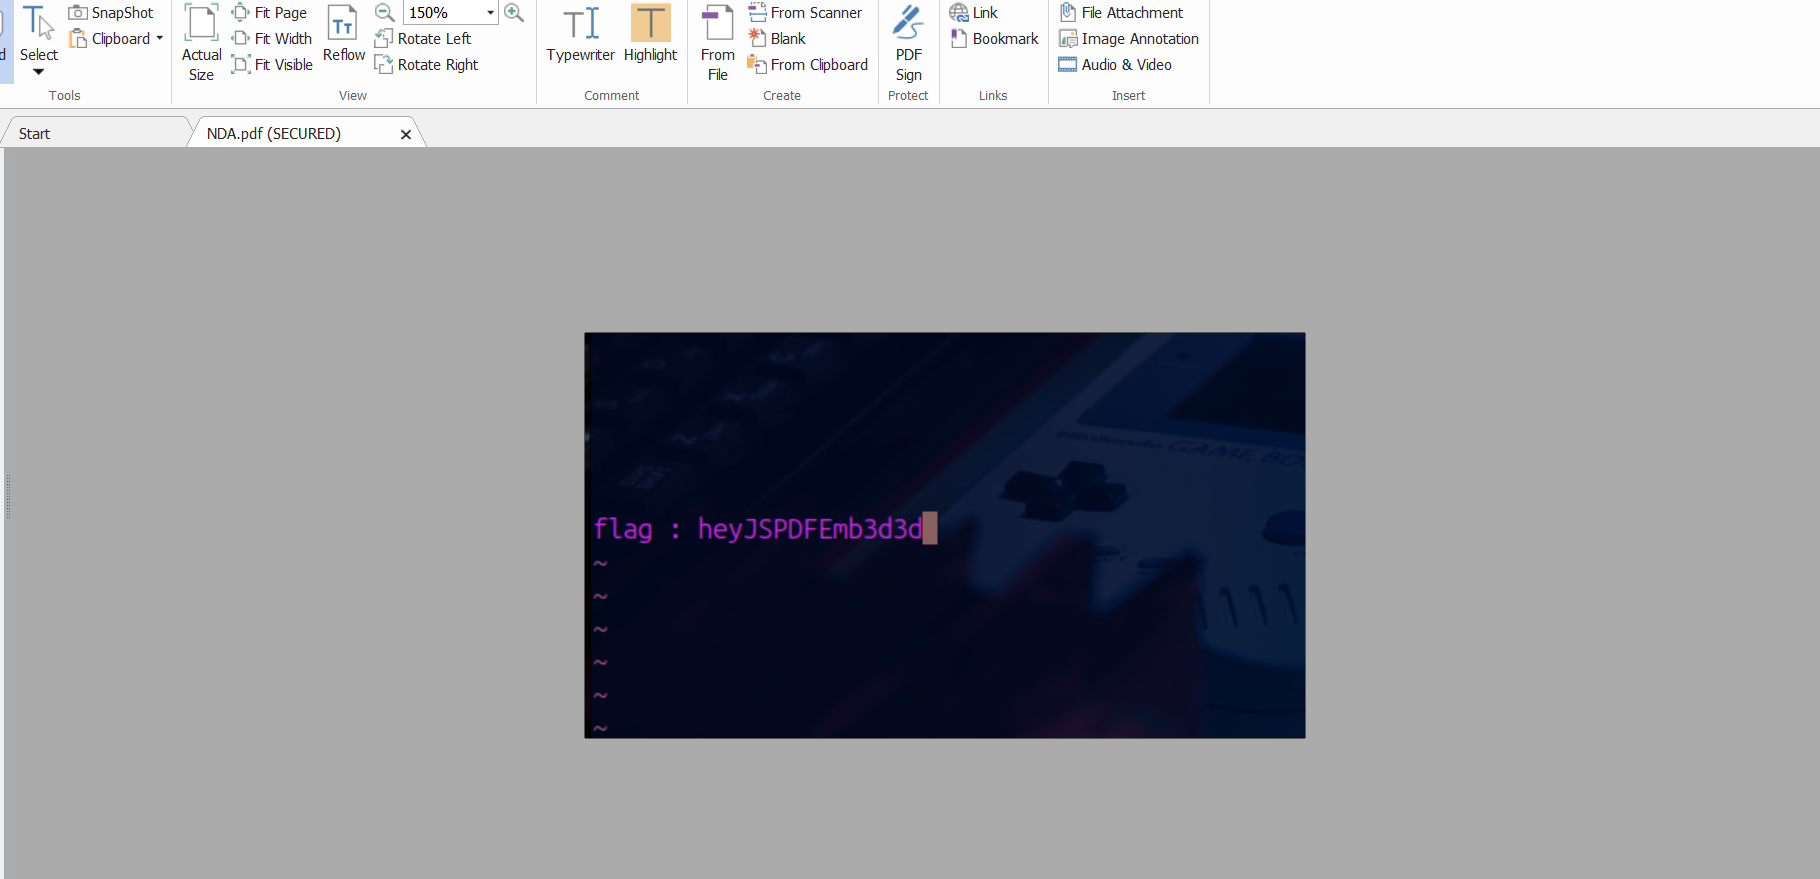 SnapShot
Select
Clipboard
Tools
Actual Size
Fit Page
Fit Width
Fit Visible
Reflow
150%
Rotate Left
Rotate Right
View
Typewriter
Highlight
Comment
From File
From Scanner
Blank
From Clipboard
Create
PDF Sign
Protect
Link
Bookmark
Links
File Attachment
Image Annotation
Audio & Video
Insert
Start
NDA.pdf (SECURED)
Nintendo GAME BO
flag : heyJSPDFEmb3d3d
~
~
~
~
~
~